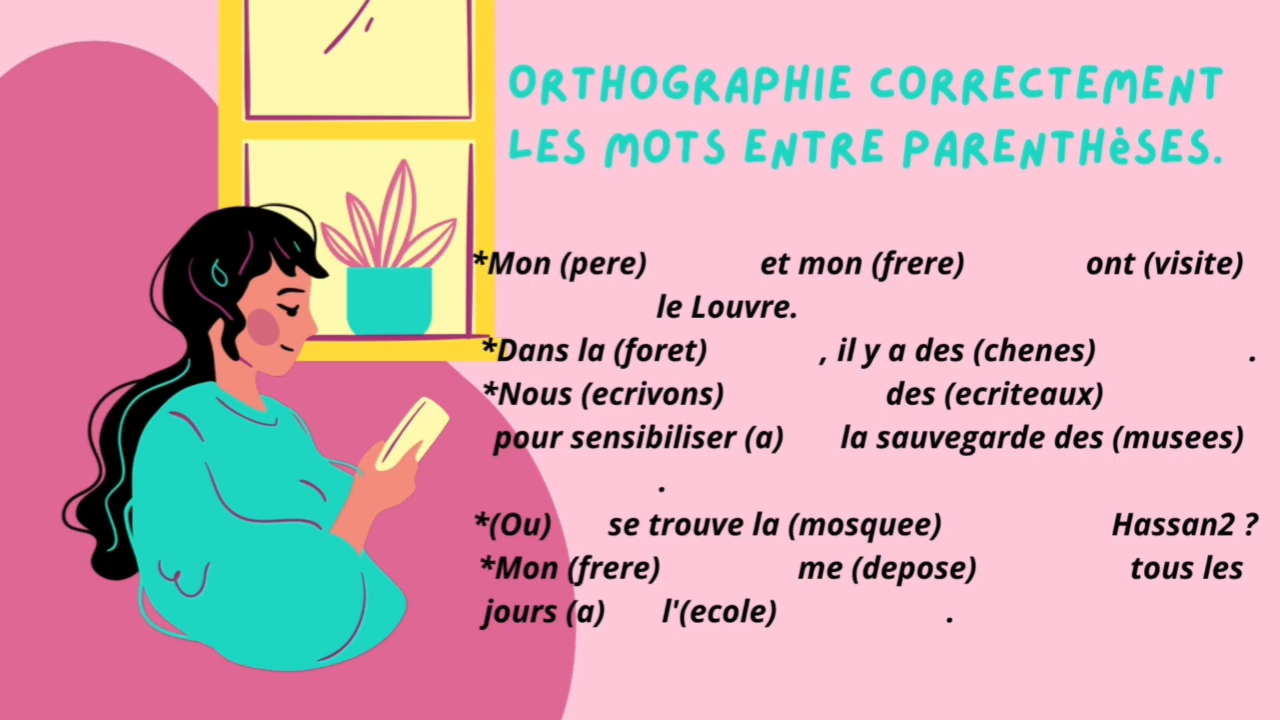 ORTHOGRAPHIE CORRECTEMENT
LES MOTS ENTRE PARENTHèSES.
*Mon (pere) et mon (frere) ont (visite)
le Louvre.
*Dans la (foret) , il y a des (chenes) .
*Nous (ecrivons) des (ecriteaux)
pour sensibiliser (a) la sauvegarde des (musees)
.
*(Ou) se trouve la (mosquee) Hassan2 ?
*Mon (frere) me (depose) tous les
jours (a) l'(ecole) .